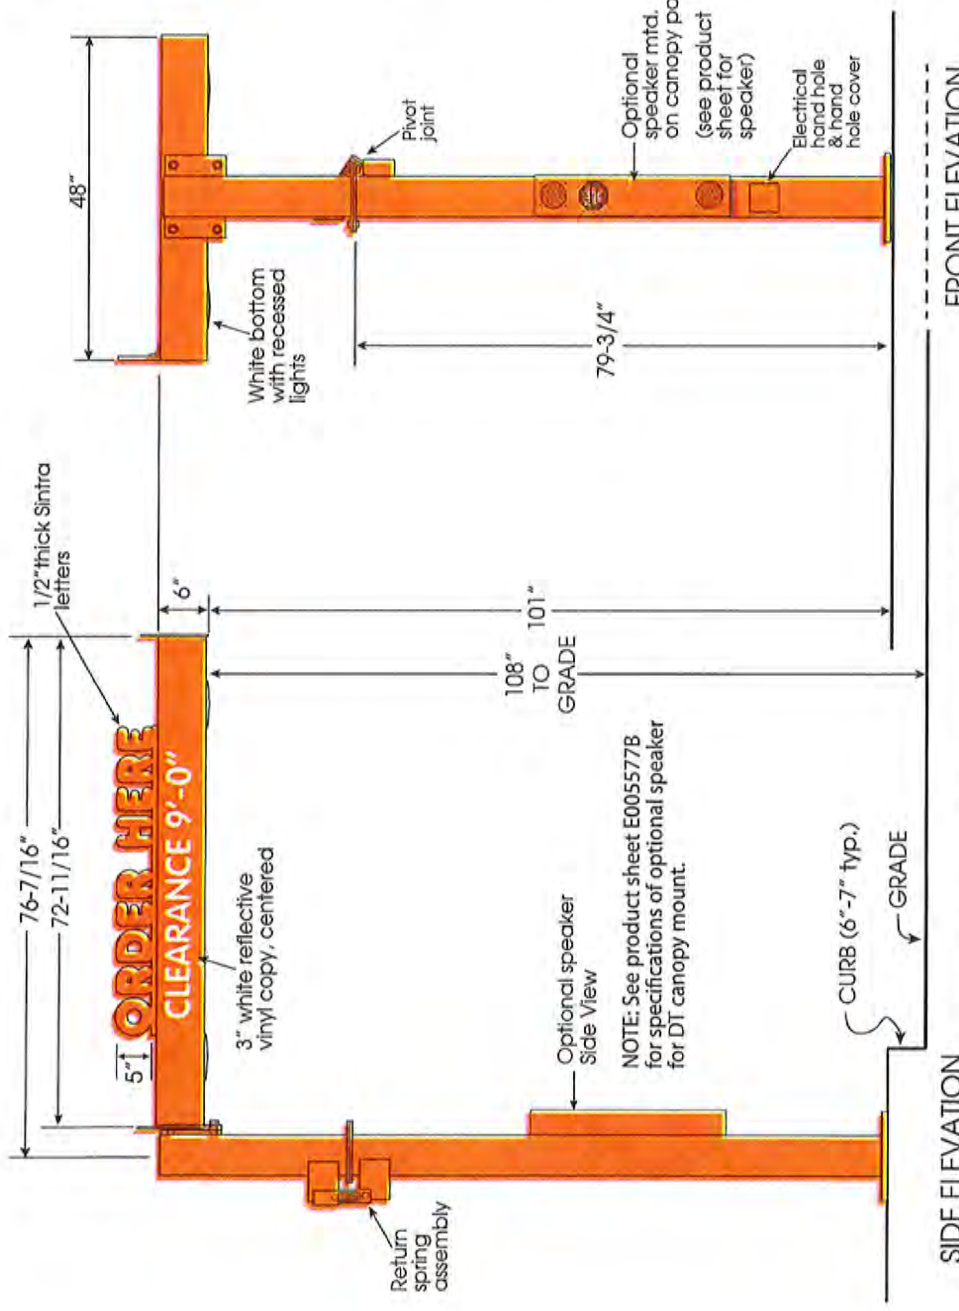 76-7/16"
72-11/16"
1/2"thick Sintra
letters
5"
ORDER HERE
CLEARANCE 9'-0"
6"
3" white reflective
vinyl copy, centered
Return
spring
assembly
Optional speaker
Side View
NOTE: See product sheet E005577B
for specifications of optional speaker
for DT canopy mount.
108"
TO
GRADE
101"
CURB (6"-7" typ.)
GRADE
SIDE ELEVATION
48"
White bottom
with recessed
lights
Pivot
joint
79-3/4"
Optional
speaker mtd.
on canopy po
(see product
sheet for
speaker)
Electrical
hand hole
& hand
hole cover
FRONT ELEVATION